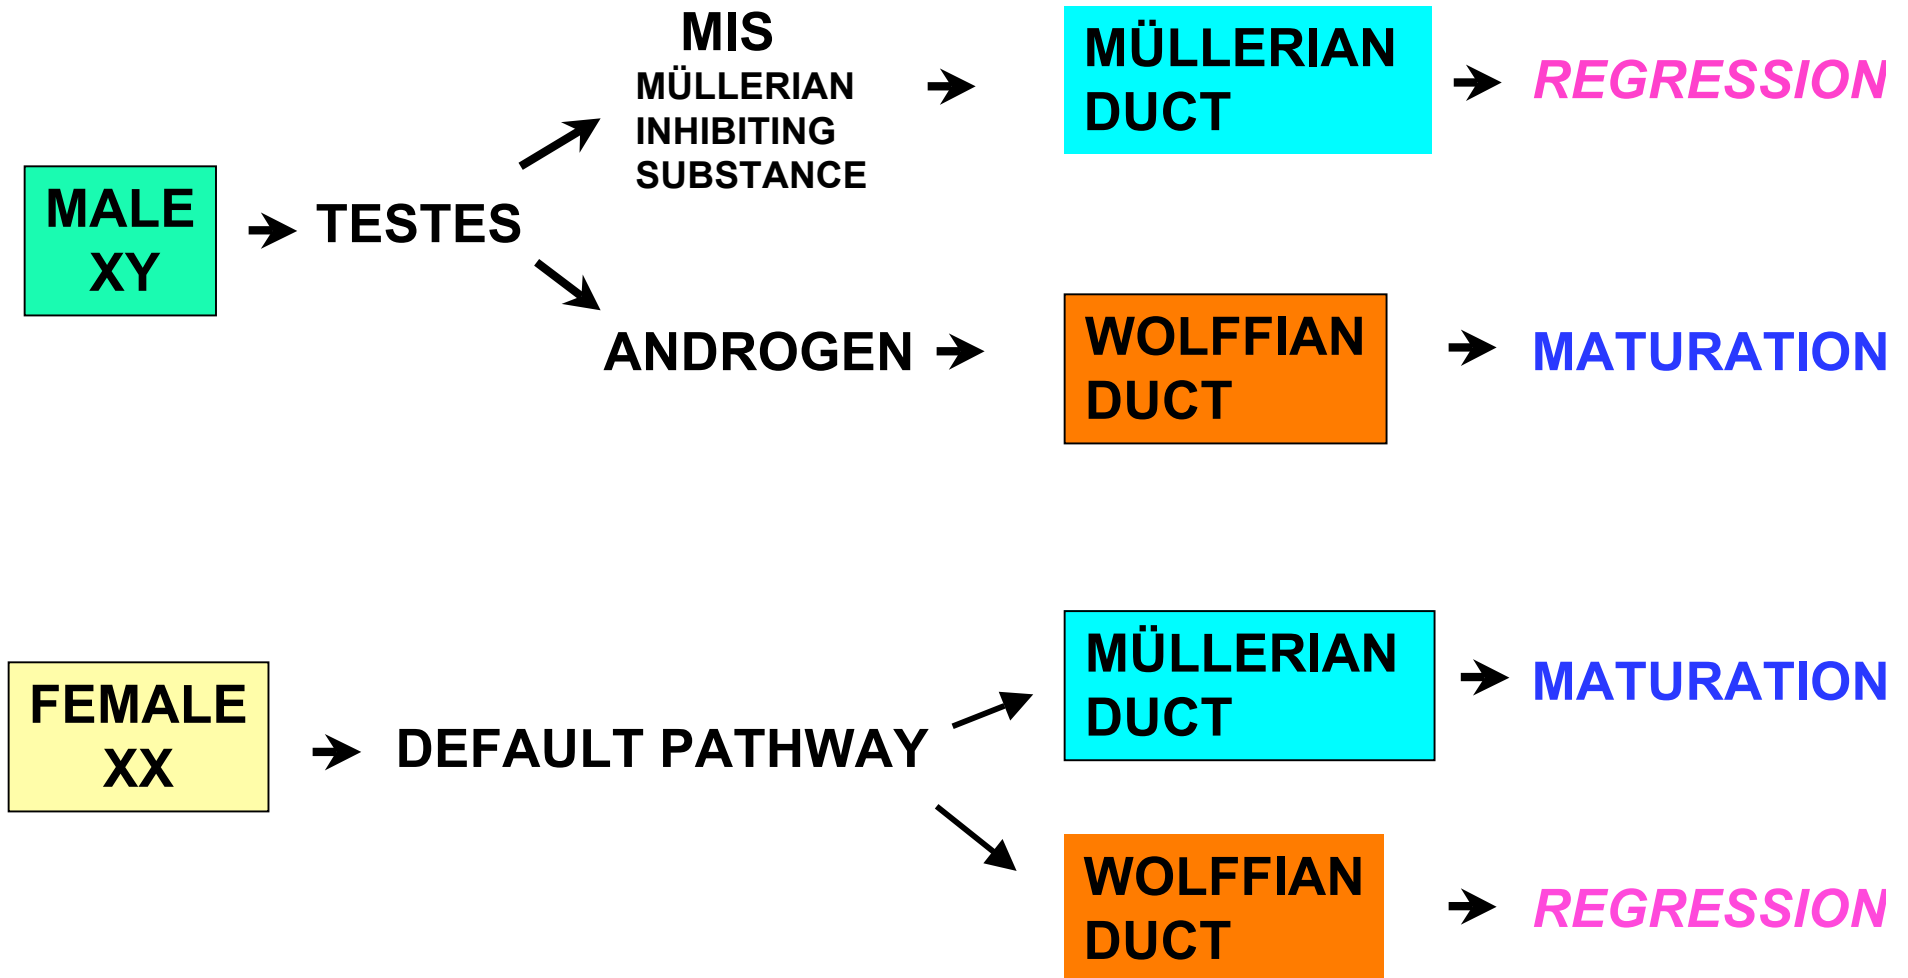 MALE
XY
TESTES
MIS
MÜLLERIAN
INHIBITING
SUBSTANCE
MÜLLERIAN
DUCT
REGRESSION
ANDROGEN
WOLFFIAN
DUCT
MATURATION
FEMALE
XX
DEFAULT PATHWAY
MÜLLERIAN
DUCT
MATURATION
WOLFFIAN
DUCT
REGRESSION